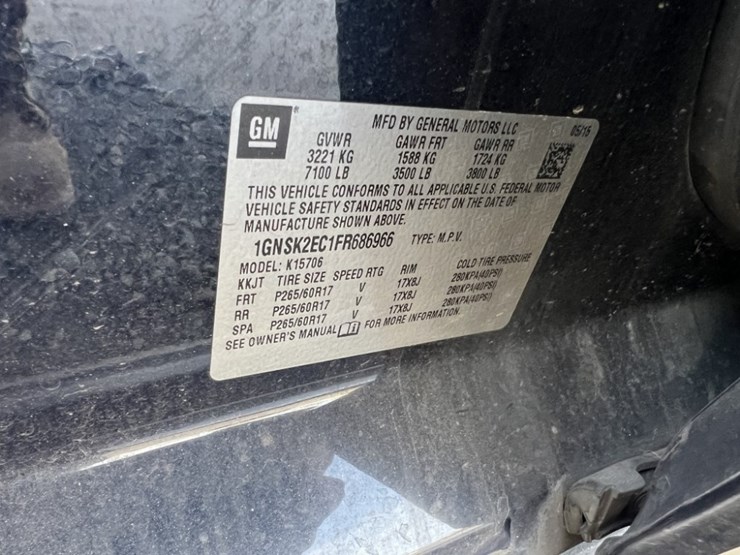 GM
MFD BY GENERAL MOTORS LLC 05/15
GVWR GAWR FRT GAWR RR
3221 KG 1588 KG 1724 KG
7100 LB 3500 LB 3800 LB
THIS VEHICLE CONFORMS TO ALL APPLICABLE U.S. FEDERAL MOTOR
VEHICLE SAFETY STANDARDS IN EFFECT ON THE DATE OF
MANUFACTURE SHOWN ABOVE.
1GNSK2EC1FR686966 TYPE: M.P.V.
MODEL: K15706
KKJT TIRE SIZE SPEED RTG RIM COLD TIRE PRESSURE
FRT P265/60R17 V 17X8J 280KPA(40PSI)
RR P265/60R17 V 17X8J 280KPA(40PSI)
SPA P265/60R17 V 17X8J 280KPA(40PSI)
SEE OWNER'S MANUAL FOR MORE INFORMATION.